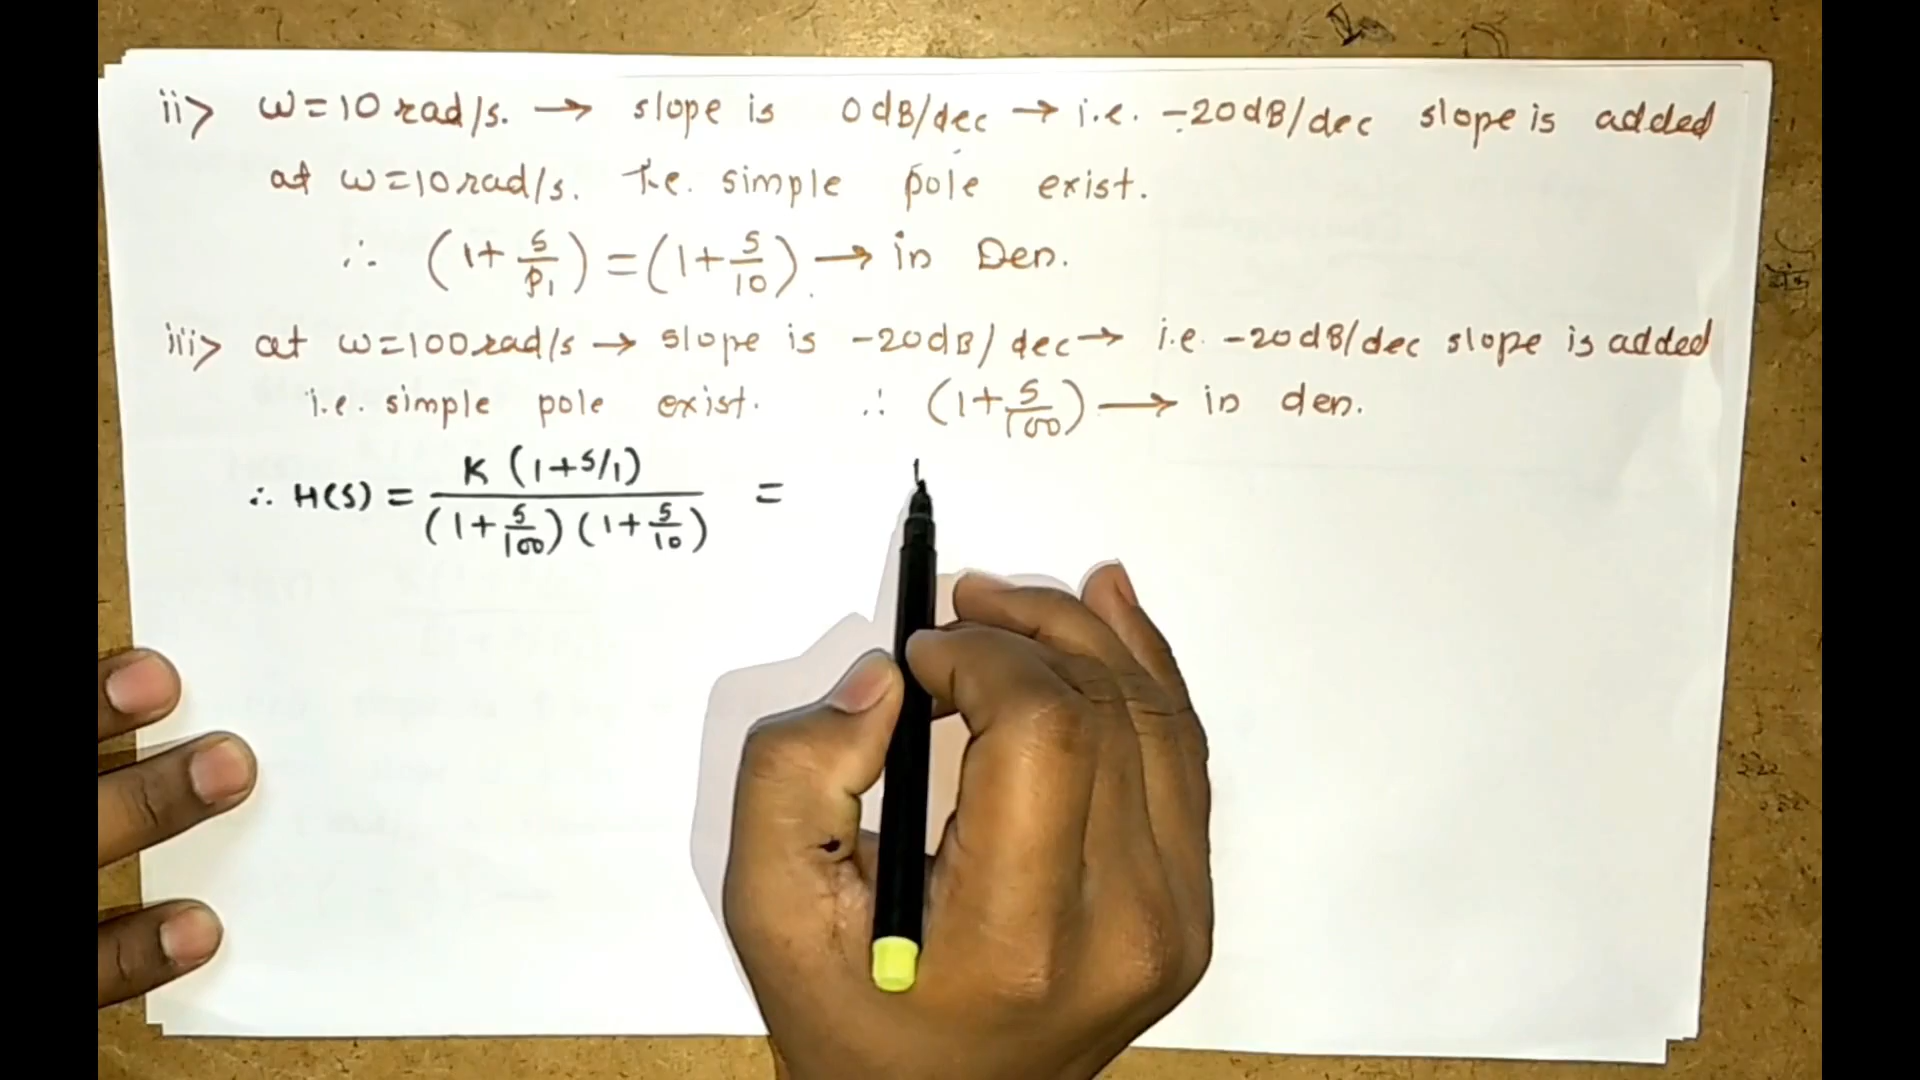 ii> ω=10 rad/s. → slope is 0dB/dec → i.e. -20dB/dec slope is added
at ω=10 rad/s. I.e. simple pole exist.
∴ (1+S/P₁) = (1+S/10) → in Den.
iii> at ω=100 rad/s → slope is -20dB/dec → i.e. -20dB/dec slope is added
i.e. simple pole exist. ∴ (1+S/100) → in den.
∴ H(S) = K (1+S/1) / (1+S/100) (1+S/10) =